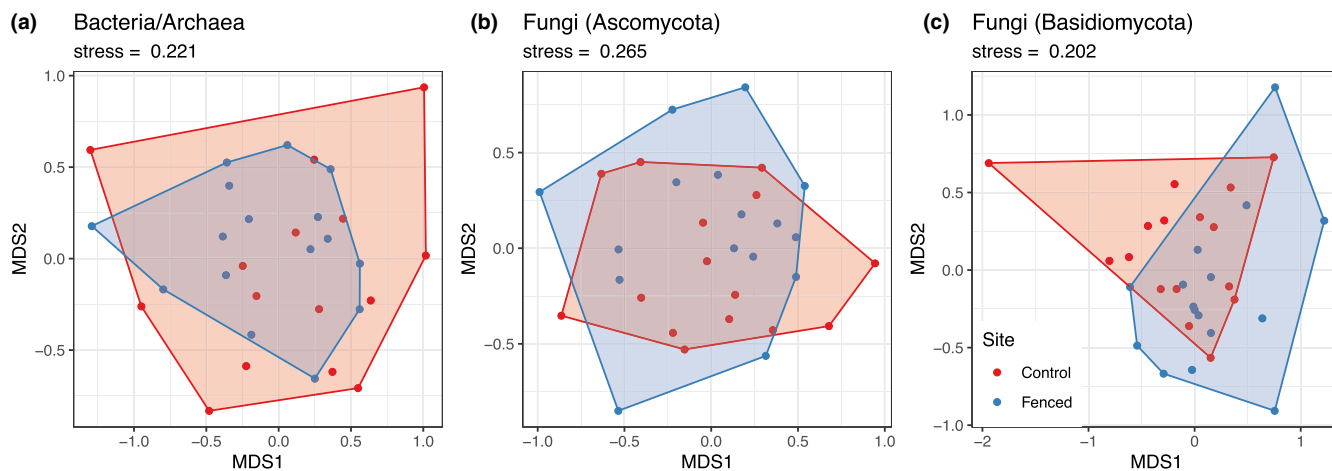 (a) Bacteria/Archaea
stress = 0.221
MDS2
1.0
0.5
0.0
−0.5
−1.0 −0.5 0.0 0.5 1.0
MDS1
(b) Fungi (Ascomycota)
stress = 0.265
MDS2
0.5
0.0
−0.5
−1.0 −0.5 0.0 0.5 1.0
MDS1
(c) Fungi (Basidiomycota)
stress = 0.202
MDS2
1.0
0.5
0.0
−0.5
−1.0
−2 −1 0 1
MDS1
Site
Control
Fenced